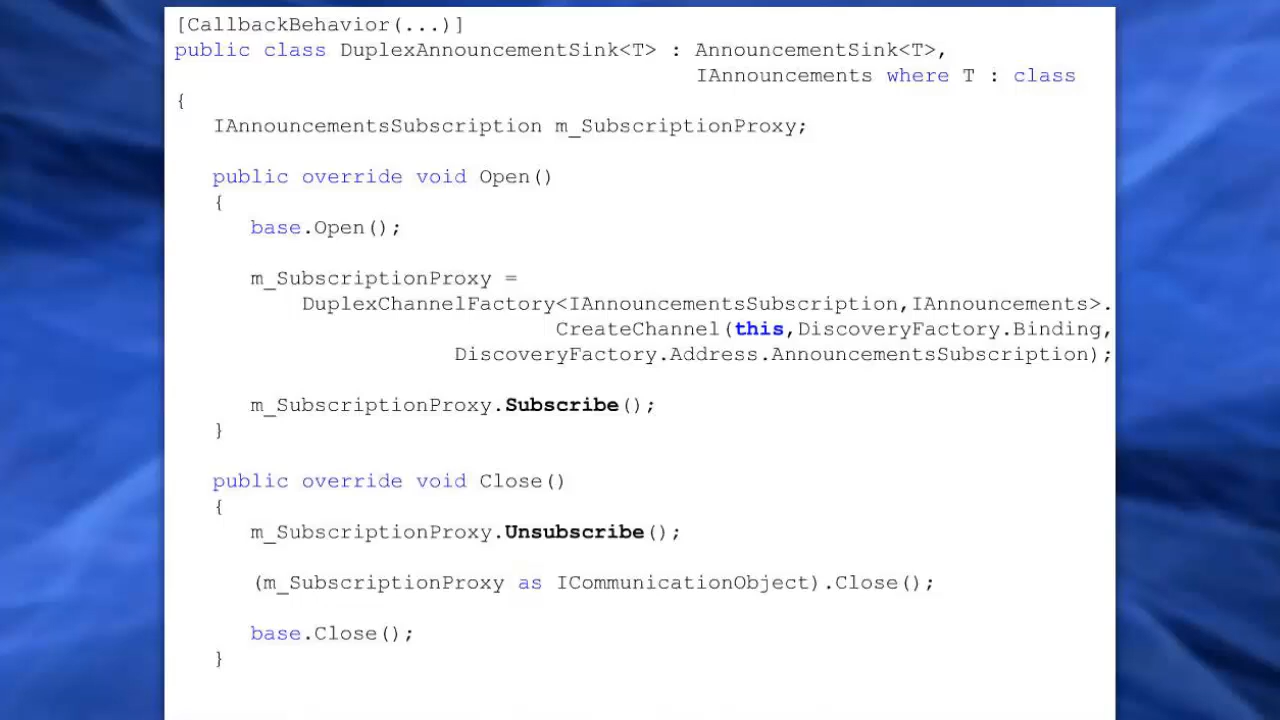 [CallbackBehavior(...)]
public class DuplexAnnouncementSink<T> : AnnouncementSink<T>,
IAnnouncements where T : class
{
IAnnouncementsSubscription m_SubscriptionProxy;
public override void Open()
{
base.Open();
m_SubscriptionProxy =
DuplexChannelFactory<IAnnouncementsSubscription,IAnnouncements>.
CreateChannel(this,DiscoveryFactory.Binding,
DiscoveryFactory.Address.AnnouncementsSubscription);
m_SubscriptionProxy.Subscribe();
}
public override void Close()
{
m_SubscriptionProxy.Unsubscribe();
(m_SubscriptionProxy as ICommunicationObject).Close();
base.Close();
}